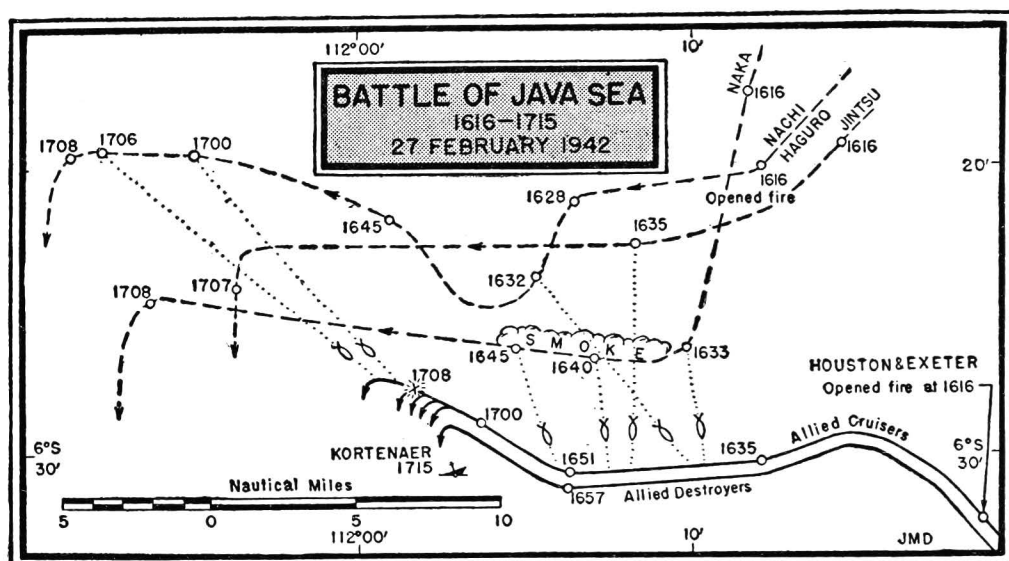 112°00'
10'
BATTLE OF JAVA SEA
1616–1715
27 FEBRUARY 1942
NAKA
1616
NACHI
HAGURO
JINTSU
1616
1616
Opened fire
20'
1708
1706
1700
1645
1628
1635
1632
1707
1708
SMOKE
1645
1640
1633
1708
1700
HOUSTON & EXETER
Opened fire at 1616
6°S
30'
KORTENAER
1715
1651
1635
Allied Cruisers
6°S
30'
1657
Allied Destroyers
Nautical Miles
5 0 5 10
112°00'
10'
JMD